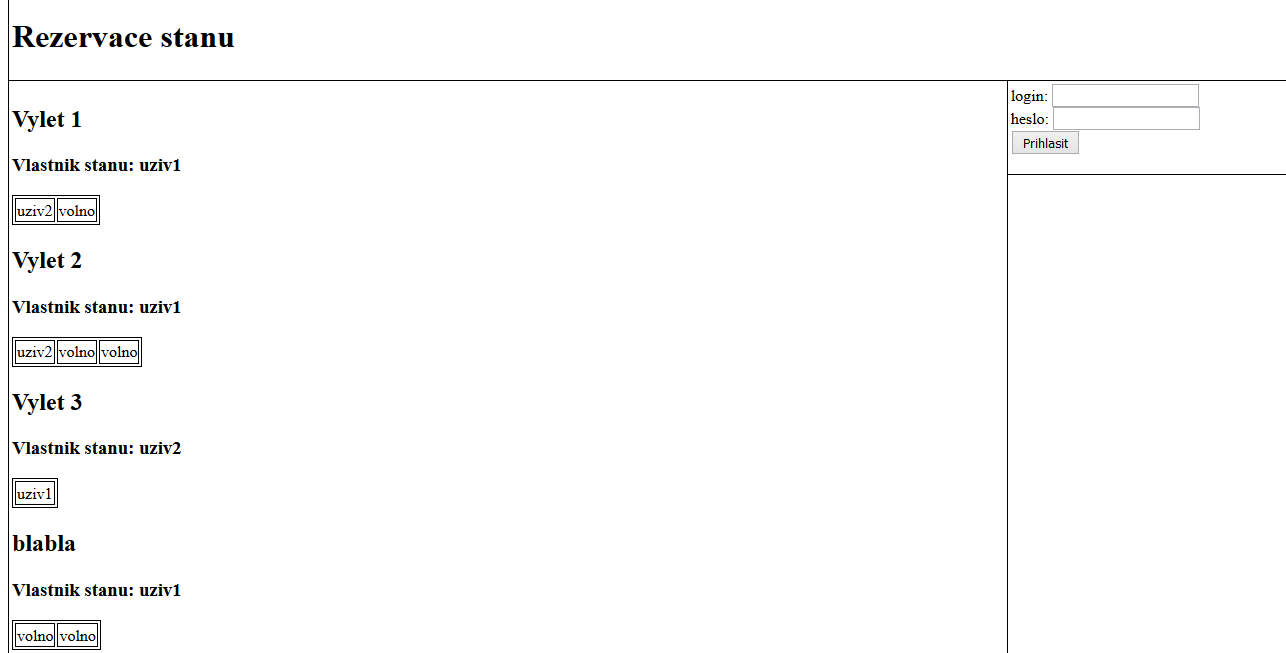 Rezervace stanu
login:
heslo:
Prihlasit
Vylet 1
Vlastnik stanu: uziv1
uziv2 volno
Vylet 2
Vlastnik stanu: uziv1
uziv2 volno volno
Vylet 3
Vlastnik stanu: uziv2
uziv1
blabla
Vlastnik stanu: uziv1
volno volno